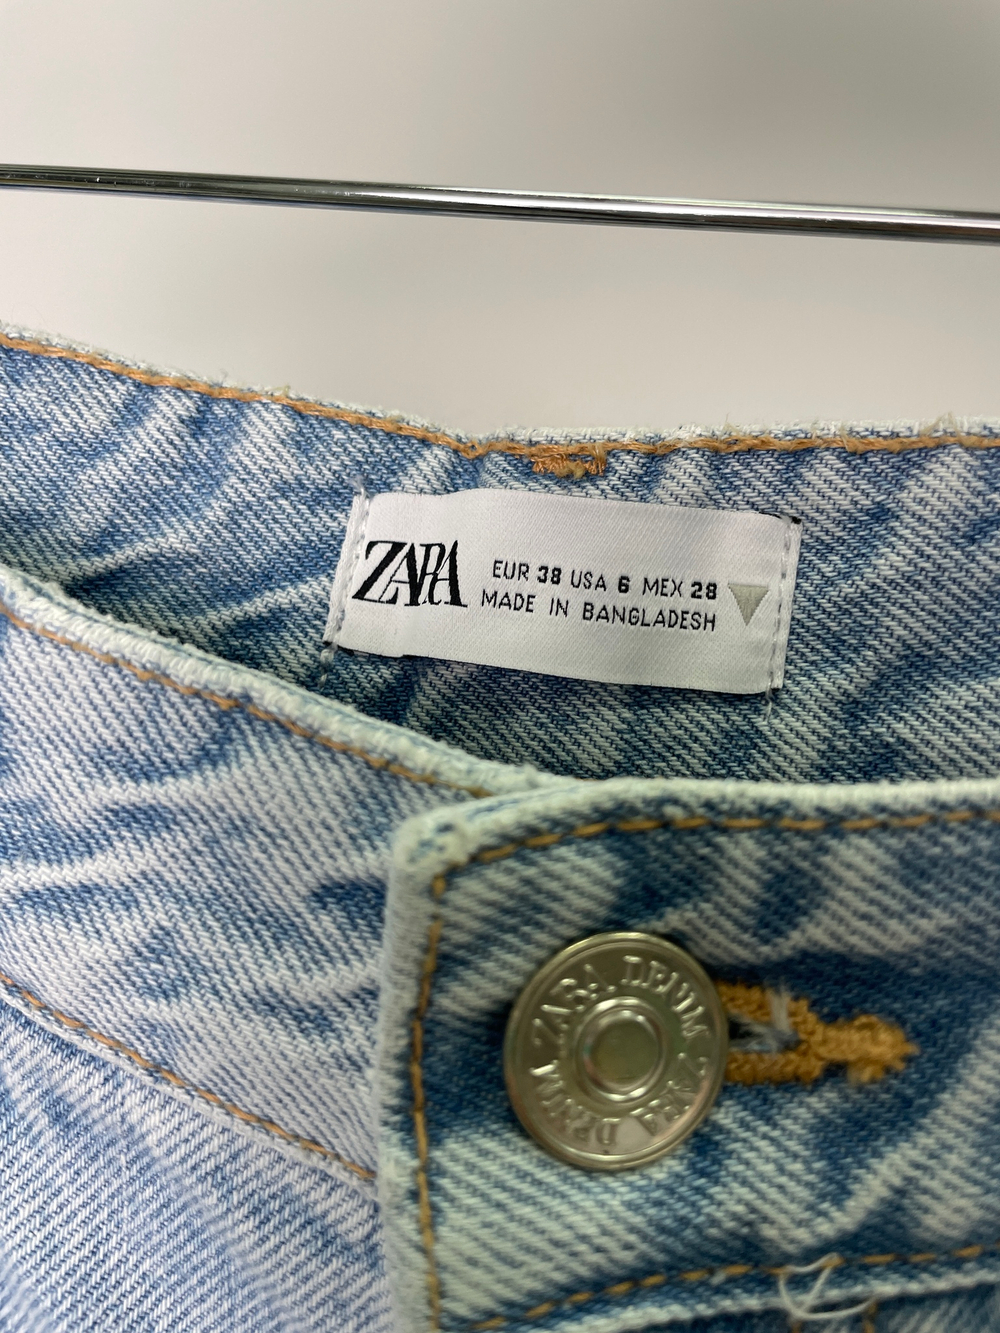 ZARA
EUR 38 USA 6 MEX 28
MADE IN BANGLADESH
ZARA DENIM ZARA DENIM